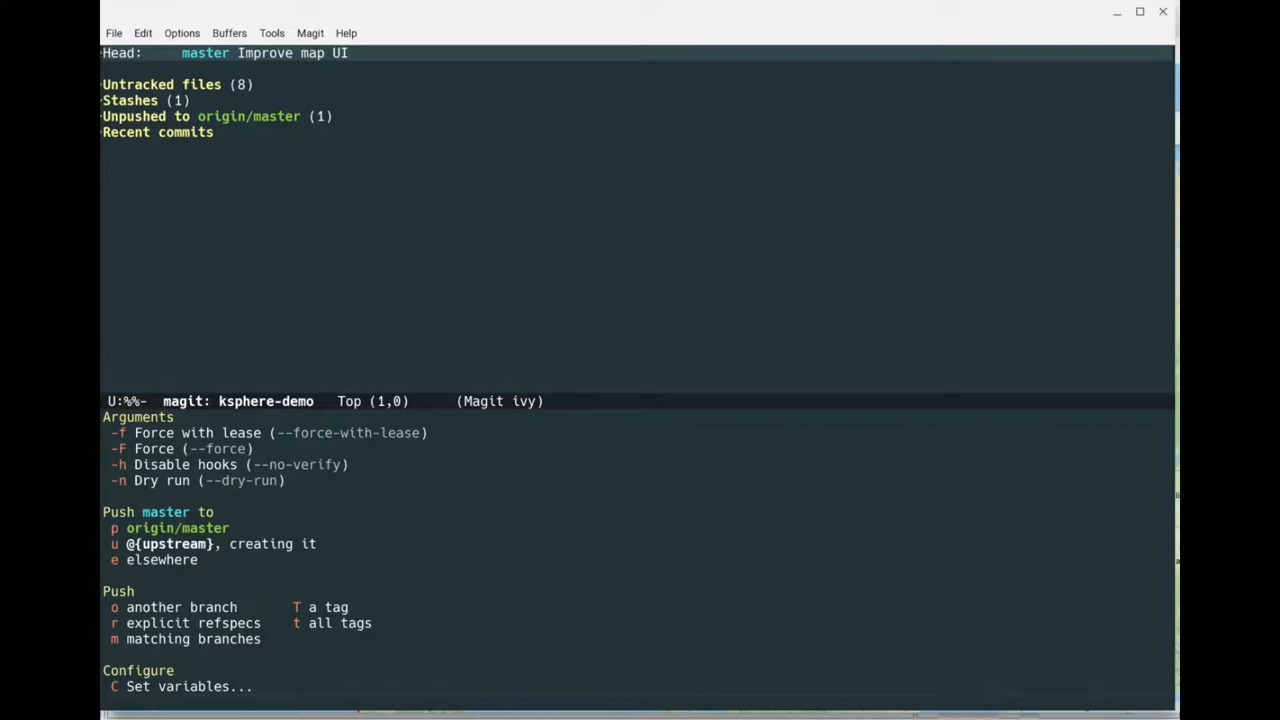 File Edit Options Buffers Tools Magit Help
Head: master Improve map UI
Untracked files (8)
Stashes (1)
Unpushed to origin/master (1)
Recent commits
U:%%- magit: ksphere-demo Top (1,0) (Magit ivy)
Arguments
-f Force with lease (--force-with-lease)
-F Force (--force)
-h Disable hooks (--no-verify)
-n Dry run (--dry-run)
Push master to
p origin/master
u @{upstream}, creating it
e elsewhere
Push
o another branch T a tag
r explicit refspecs t all tags
m matching branches
Configure
C Set variables...